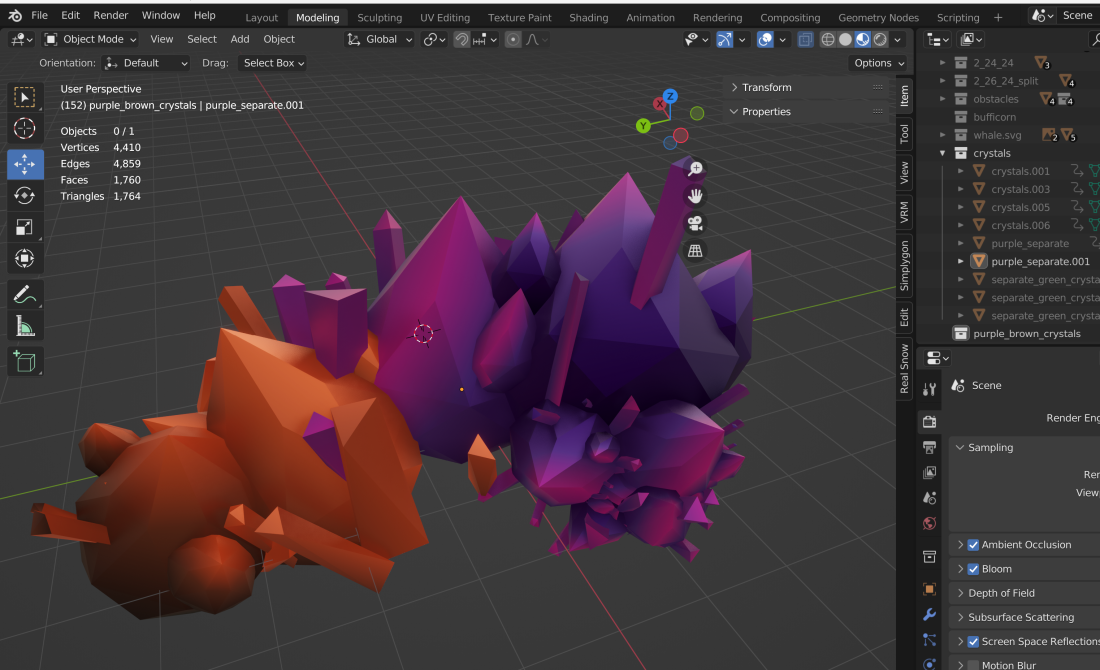 File Edit Render Window Help Layout Modeling Sculpting UV Editing Texture Paint Shading Animation Rendering Compositing Geometry Nodes Scripting + Scene
Object Mode View Select Add Object Global
Orientation: Default Drag: Select Box Options
User Perspective
(152) purple_brown_crystals | purple_separate.001
Objects 0 / 1
Vertices 4,410
Edges 4,859
Faces 1,760
Triangles 1,764
Transform
Properties
X
Y
Z
Item
Tool
View
VRM
Simplygon
Edit
Real Snow
2_24_24 3
2_26_24_split 4
obstacles 4 4
bufficorn
whale.svg 2 5
crystals
crystals.001
crystals.003
crystals.005
crystals.006
purple_separate
purple_separate.001
separate_green_crysta
separate_green_crysta
separate_green_crysta
purple_brown_crystals
Scene
Render Eng
Sampling
Rer
View
Ambient Occlusion
Bloom
Depth of Field
Subsurface Scattering
Screen Space Reflections
Motion Blur